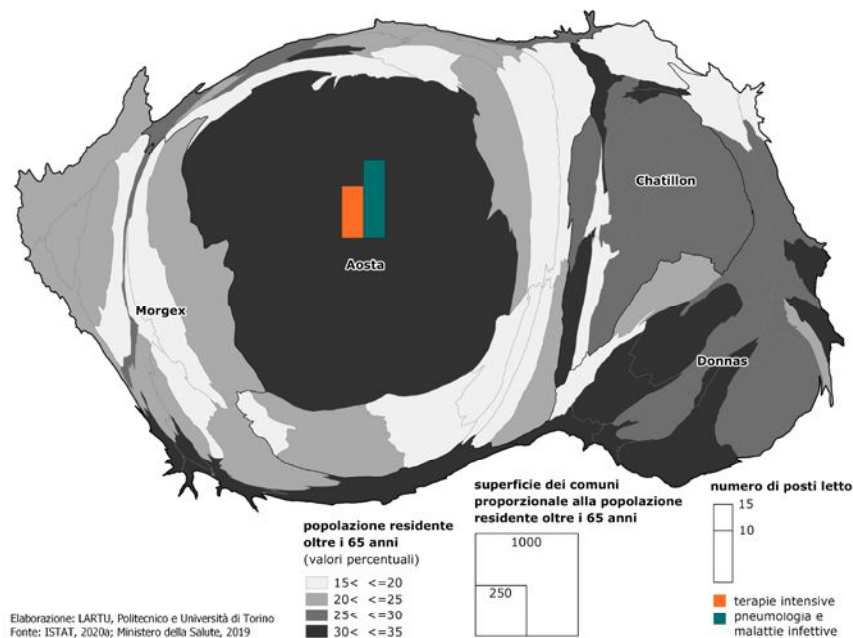 Chatillon
Aosta
Morgex
Donnas
popolazione residente
oltre i 65 anni
(valori percentuali)
15< <=20
20< <=25
25< <=30
30< <=35
superficie dei comuni
proporzionale alla popolazione
residente oltre i 65 anni
1000
250
numero di posti letto
15
10
terapie intensive
pneumologia e
malattie infettive
Elaborazione: LARTU, Politecnico e Università di Torino
Fonte: ISTAT, 2020a; Ministero della Salute, 2019